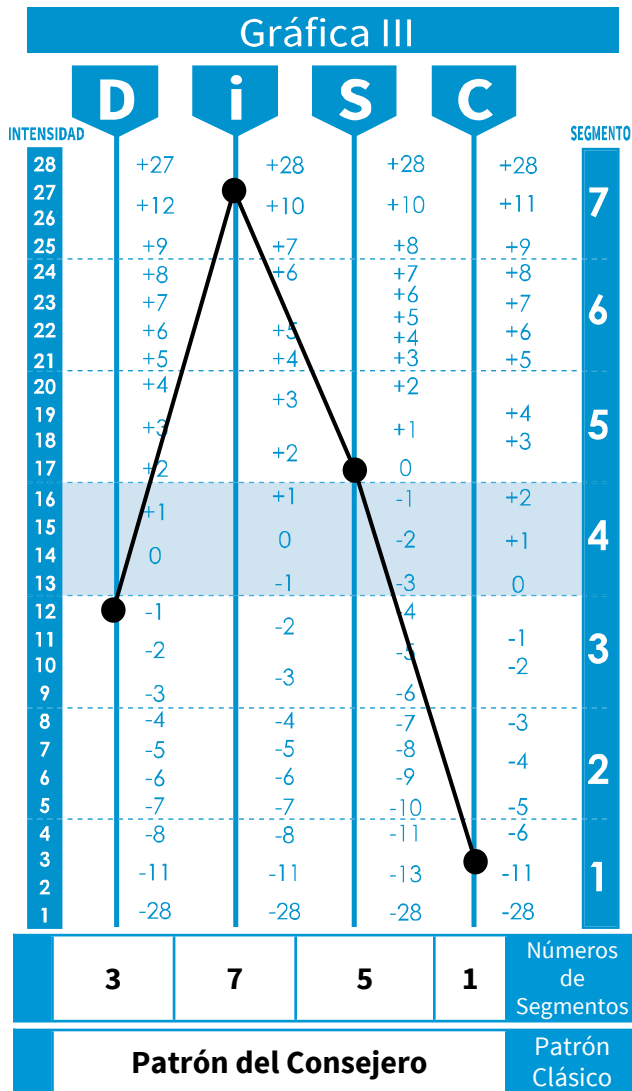 Gráfica III
D i S C
INTENSIDAD SEGMENTO
28 +27 +28 +28 +28
27
26 +12 +10 +10 +11 7
25 +9 +7 +8 +9
24 +8 +6 +7 +8
+6
23 +7 +7 6
+5
22 +6 +5 +6
+4
21 +5 +4 +3 +5
20 +4 +2
+3
19 +4
+3 +1 5
18 +3
+2
17 +2 0
16 +1 -1 +2
+1
15 4
0 -2 +1
14 0
13 -1 -3 0
12 -1 -4
-2
11 -1
-2 -5 3
10 -2
-3
9 -3 -6
8 -4 -4 -7 -3
7 -5 -5 -8
-4 2
6 -6 -6 -9
5 -7 -7 -10 -5
4 -8 -8 -11 -6
3
-11 -11 -13 -11 1
2
1 -28 -28 -28 -28
3 7 5 1 Números
de
Segmentos
Patrón del Consejero Patrón
Clásico